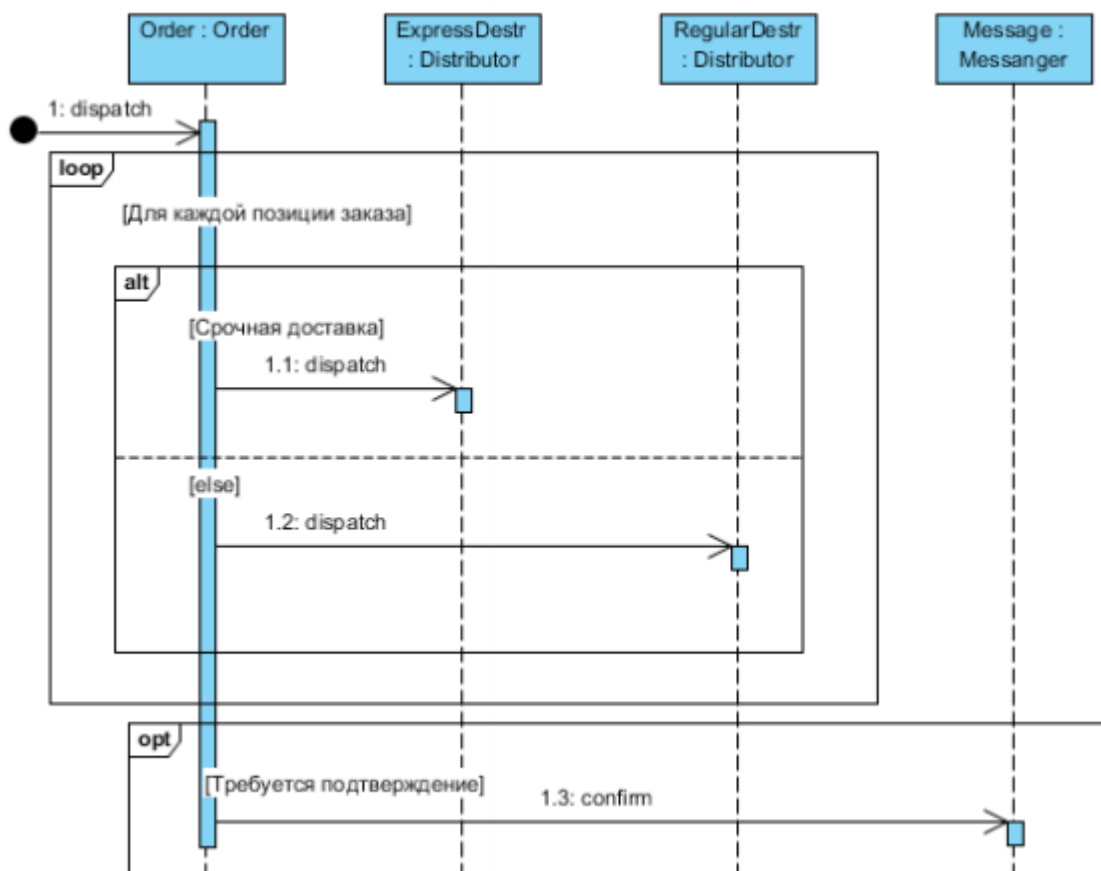 Order : Order
ExpressDestr
: Distributor
RegularDestr
: Distributor
Message :
Messanger
1: dispatch
loop
[Для каждой позиции заказа]
alt
[Срочная доставка]
1.1: dispatch
[else]
1.2: dispatch
opt
[Требуется подтверждение]
1.3: confirm